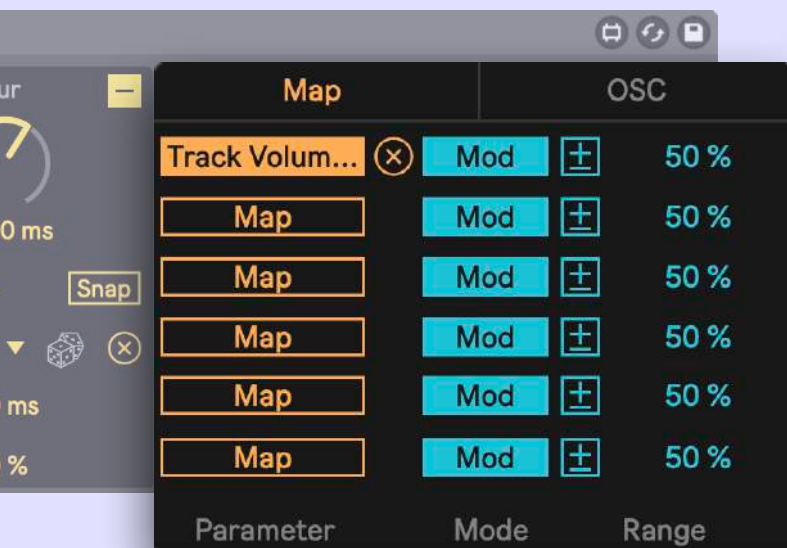 ur
Map OSC
Track Volum... Mod ± 50 %
Map Mod ± 50 %
0 ms
Map Mod ± 50 %
Snap
Map Mod ± 50 %
Map Mod ± 50 %
ms
Map Mod ± 50 %
%
Parameter Mode Range